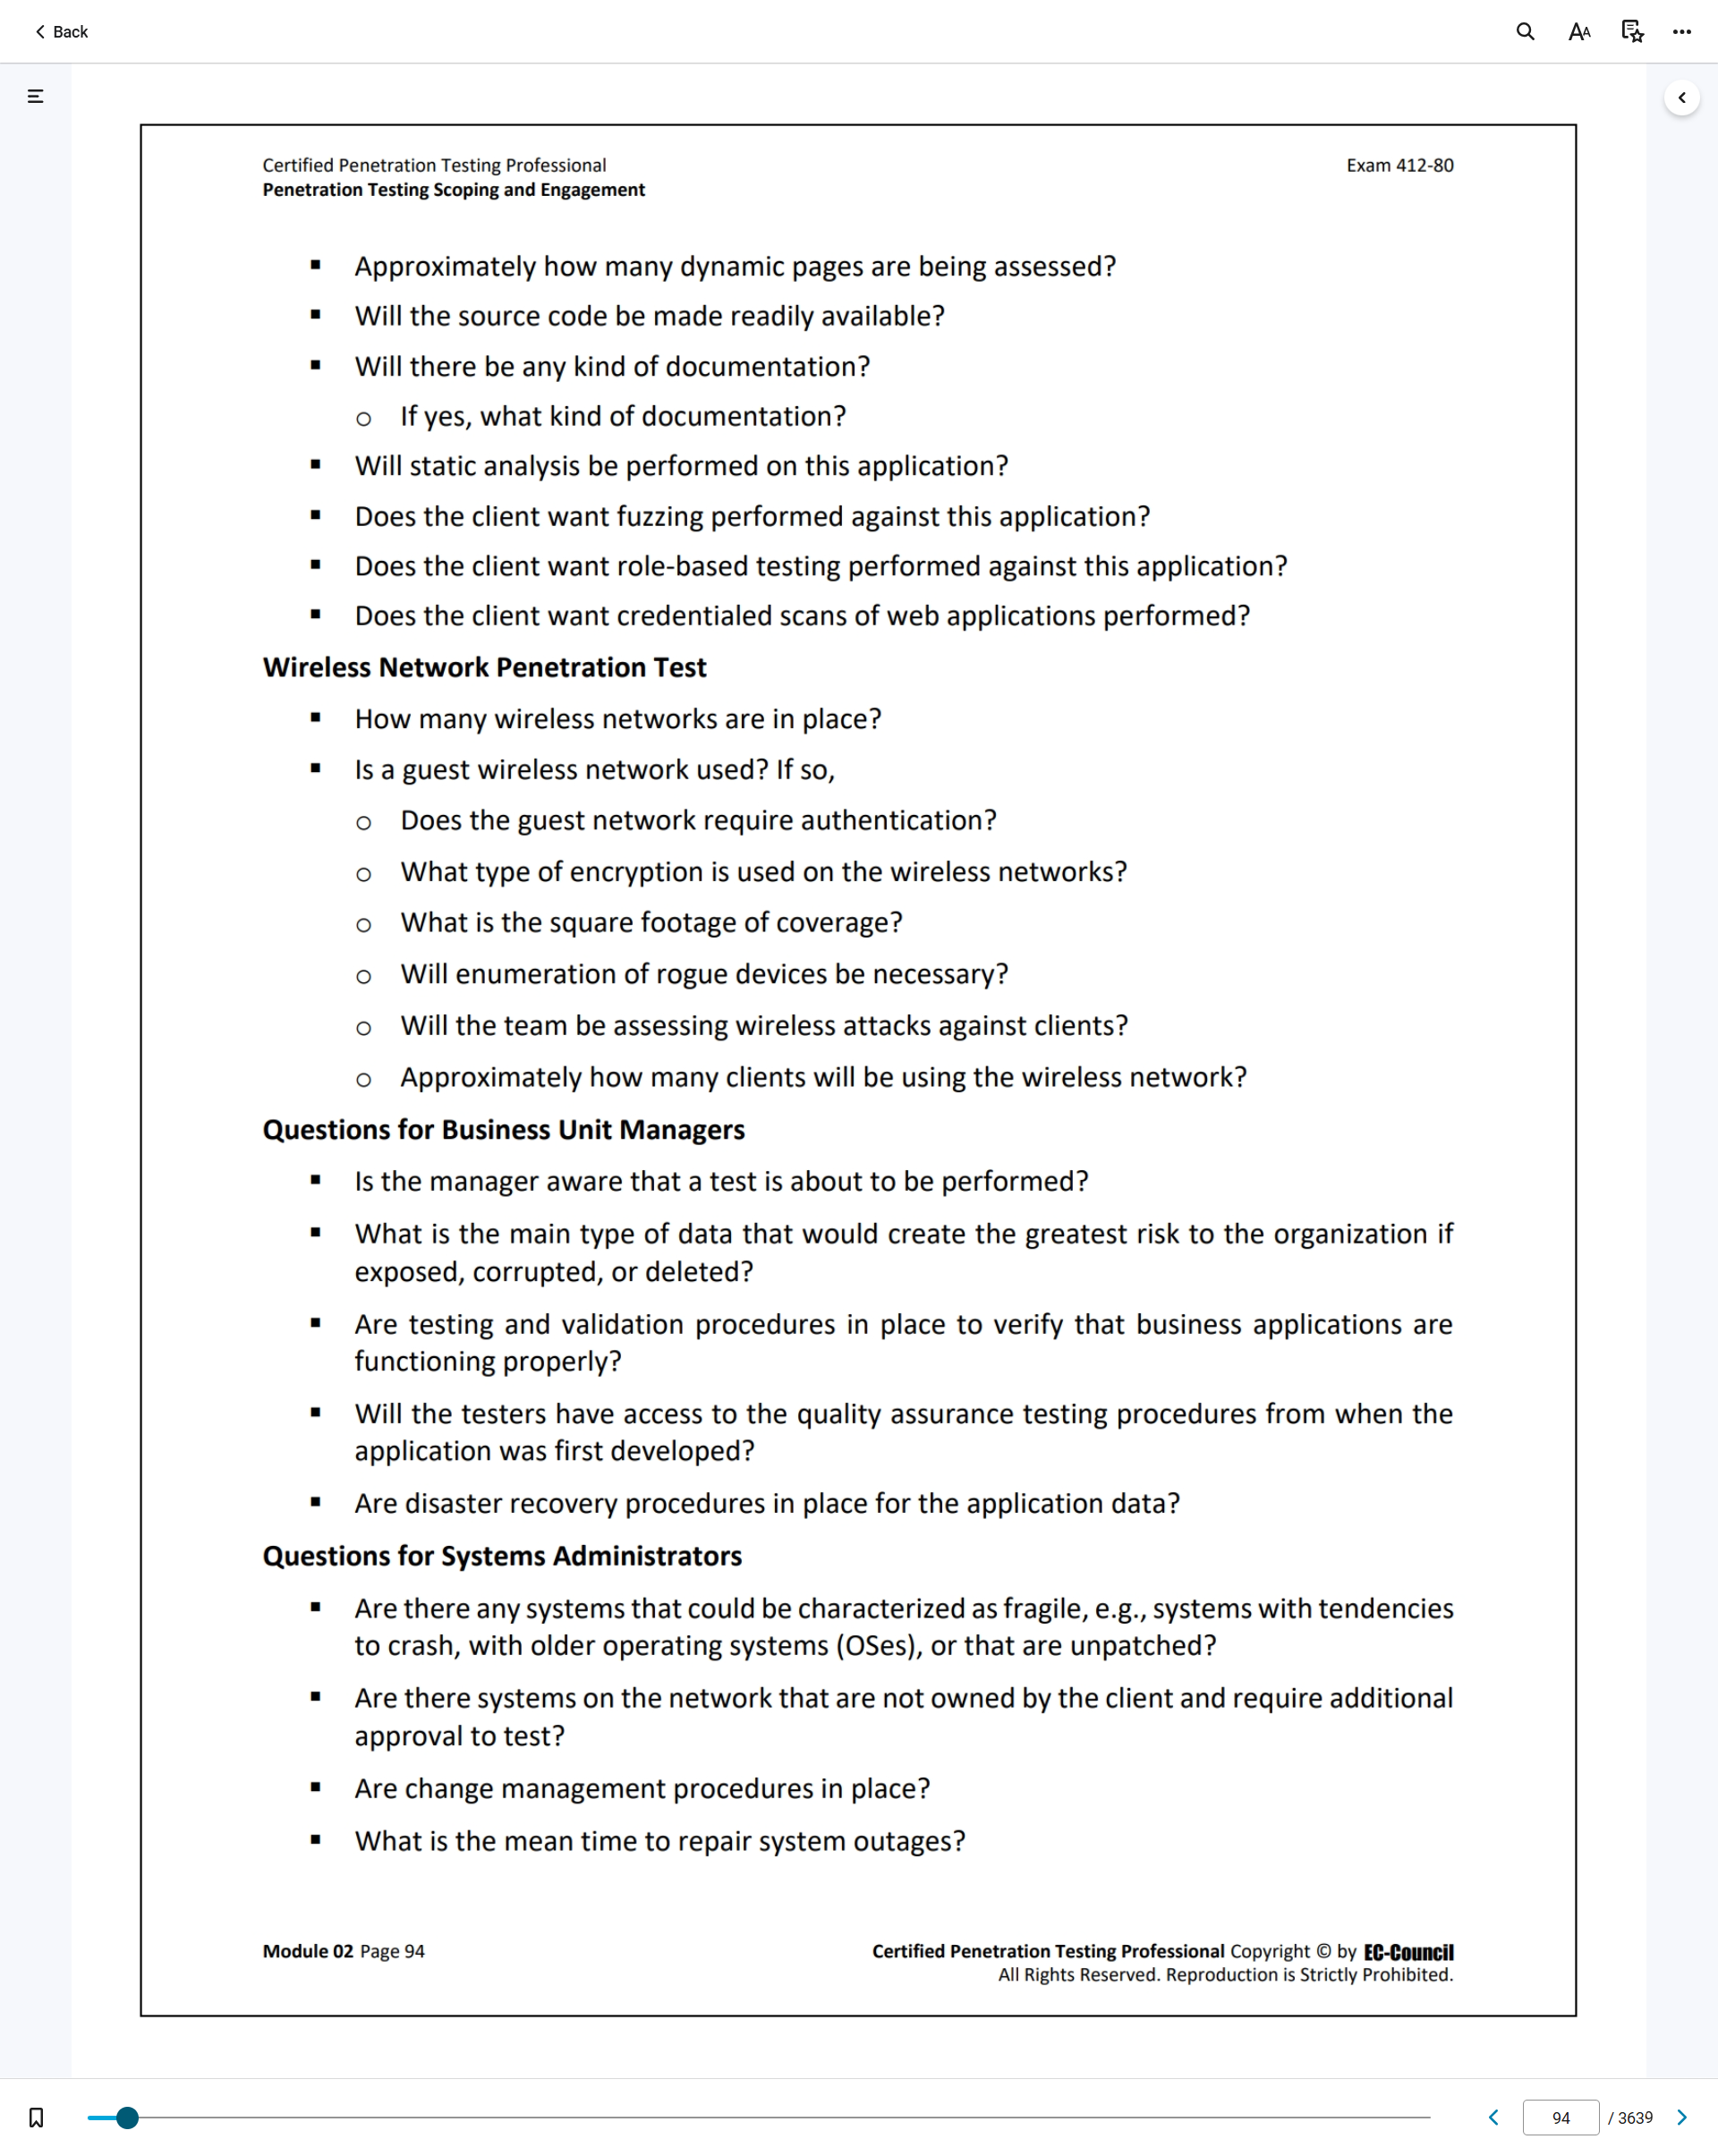 Back
Certified Penetration Testing Professional
Exam 412-80
Penetration Testing Scoping and Engagement
▪ Approximately how many dynamic pages are being assessed?
▪ Will the source code be made readily available?
▪ Will there be any kind of documentation?
o If yes, what kind of documentation?
▪ Will static analysis be performed on this application?
▪ Does the client want fuzzing performed against this application?
▪ Does the client want role-based testing performed against this application?
▪ Does the client want credentialed scans of web applications performed?
Wireless Network Penetration Test
▪ How many wireless networks are in place?
▪ Is a guest wireless network used? If so,
o Does the guest network require authentication?
o What type of encryption is used on the wireless networks?
o What is the square footage of coverage?
o Will enumeration of rogue devices be necessary?
o Will the team be assessing wireless attacks against clients?
o Approximately how many clients will be using the wireless network?
Questions for Business Unit Managers
▪ Is the manager aware that a test is about to be performed?
▪ What is the main type of data that would create the greatest risk to the organization if
exposed, corrupted, or deleted?
▪ Are testing and validation procedures in place to verify that business applications are
functioning properly?
▪ Will the testers have access to the quality assurance testing procedures from when the
application was first developed?
▪ Are disaster recovery procedures in place for the application data?
Questions for Systems Administrators
▪ Are there any systems that could be characterized as fragile, e.g., systems with tendencies
to crash, with older operating systems (OSes), or that are unpatched?
▪ Are there systems on the network that are not owned by the client and require additional
approval to test?
▪ Are change management procedures in place?
▪ What is the mean time to repair system outages?
Module 02 Page 94
Certified Penetration Testing Professional Copyright © by EC-Council
All Rights Reserved. Reproduction is Strictly Prohibited.
94 / 3639